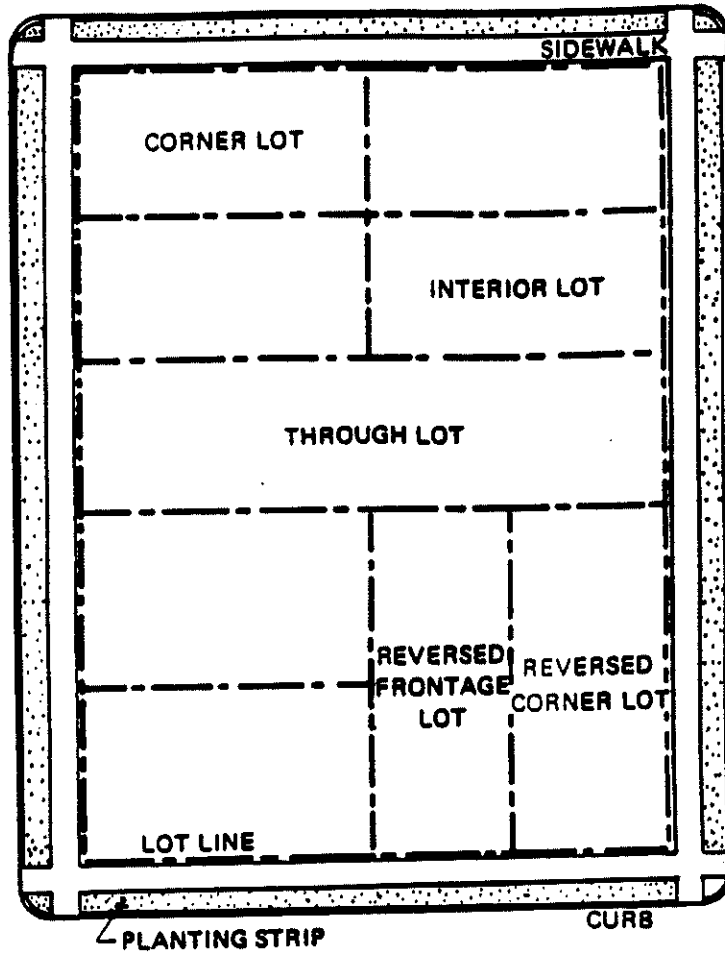 SIDEWALK
CORNER LOT
INTERIOR LOT
THROUGH LOT
REVERSED
FRONTAGE
LOT
REVERSED
CORNER LOT
LOT LINE
CURB
PLANTING STRIP